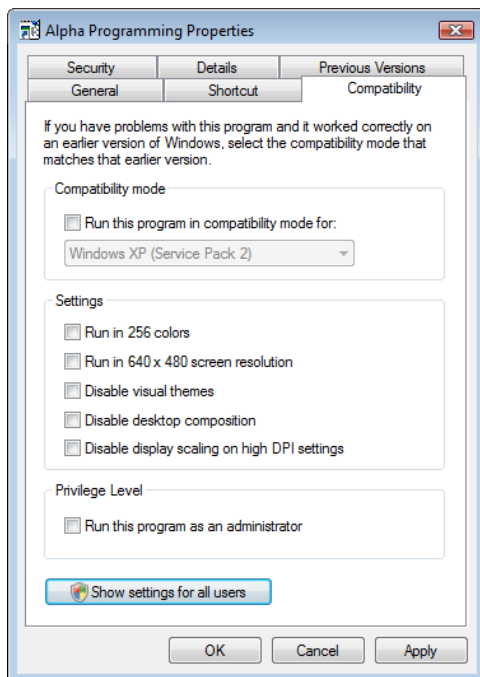 Alpha Programming Properties
Security Details Previous Versions
General Shortcut Compatibility
If you have problems with this program and it worked correctly on
an earlier version of Windows, select the compatibility mode that
matches that earlier version.
Compatibility mode
Run this program in compatibility mode for:
Windows XP (Service Pack 2)
Settings
Run in 256 colors
Run in 640 x 480 screen resolution
Disable visual themes
Disable desktop composition
Disable display scaling on high DPI settings
Privilege Level
Run this program as an administrator
Show settings for all users
OK Cancel Apply